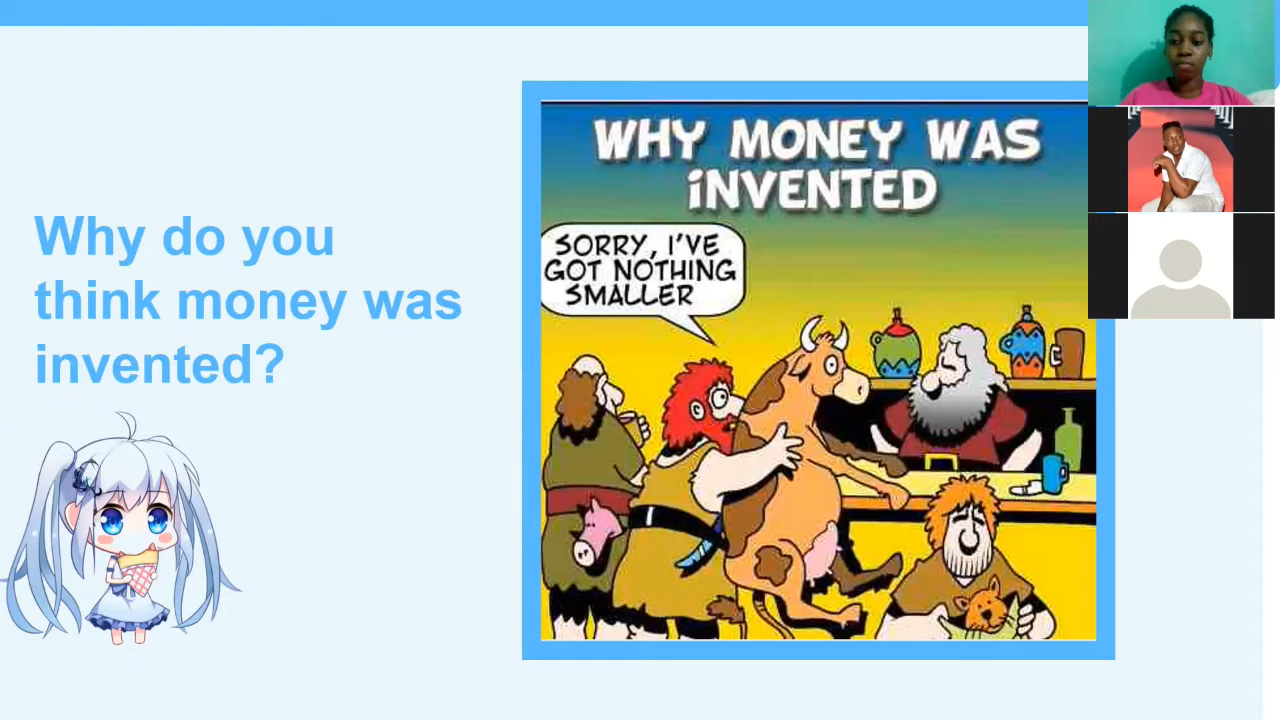 Why do you
think money was
invented?
WHY MONEY WAS
iNVENTED
SORRY, I'VE
GOT NOTHING
SMALLER